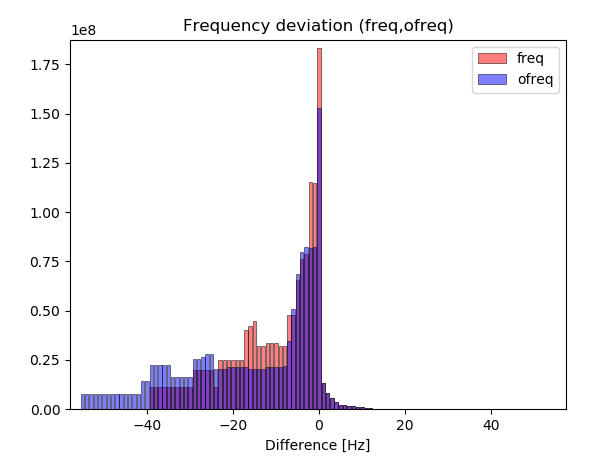 Frequency deviation (freq,ofreq)
1e8
1.75
1.50
1.25
1.00
0.75
0.50
0.25
0.00
freq
ofreq
−40 −20 0 20 40
Difference [Hz]